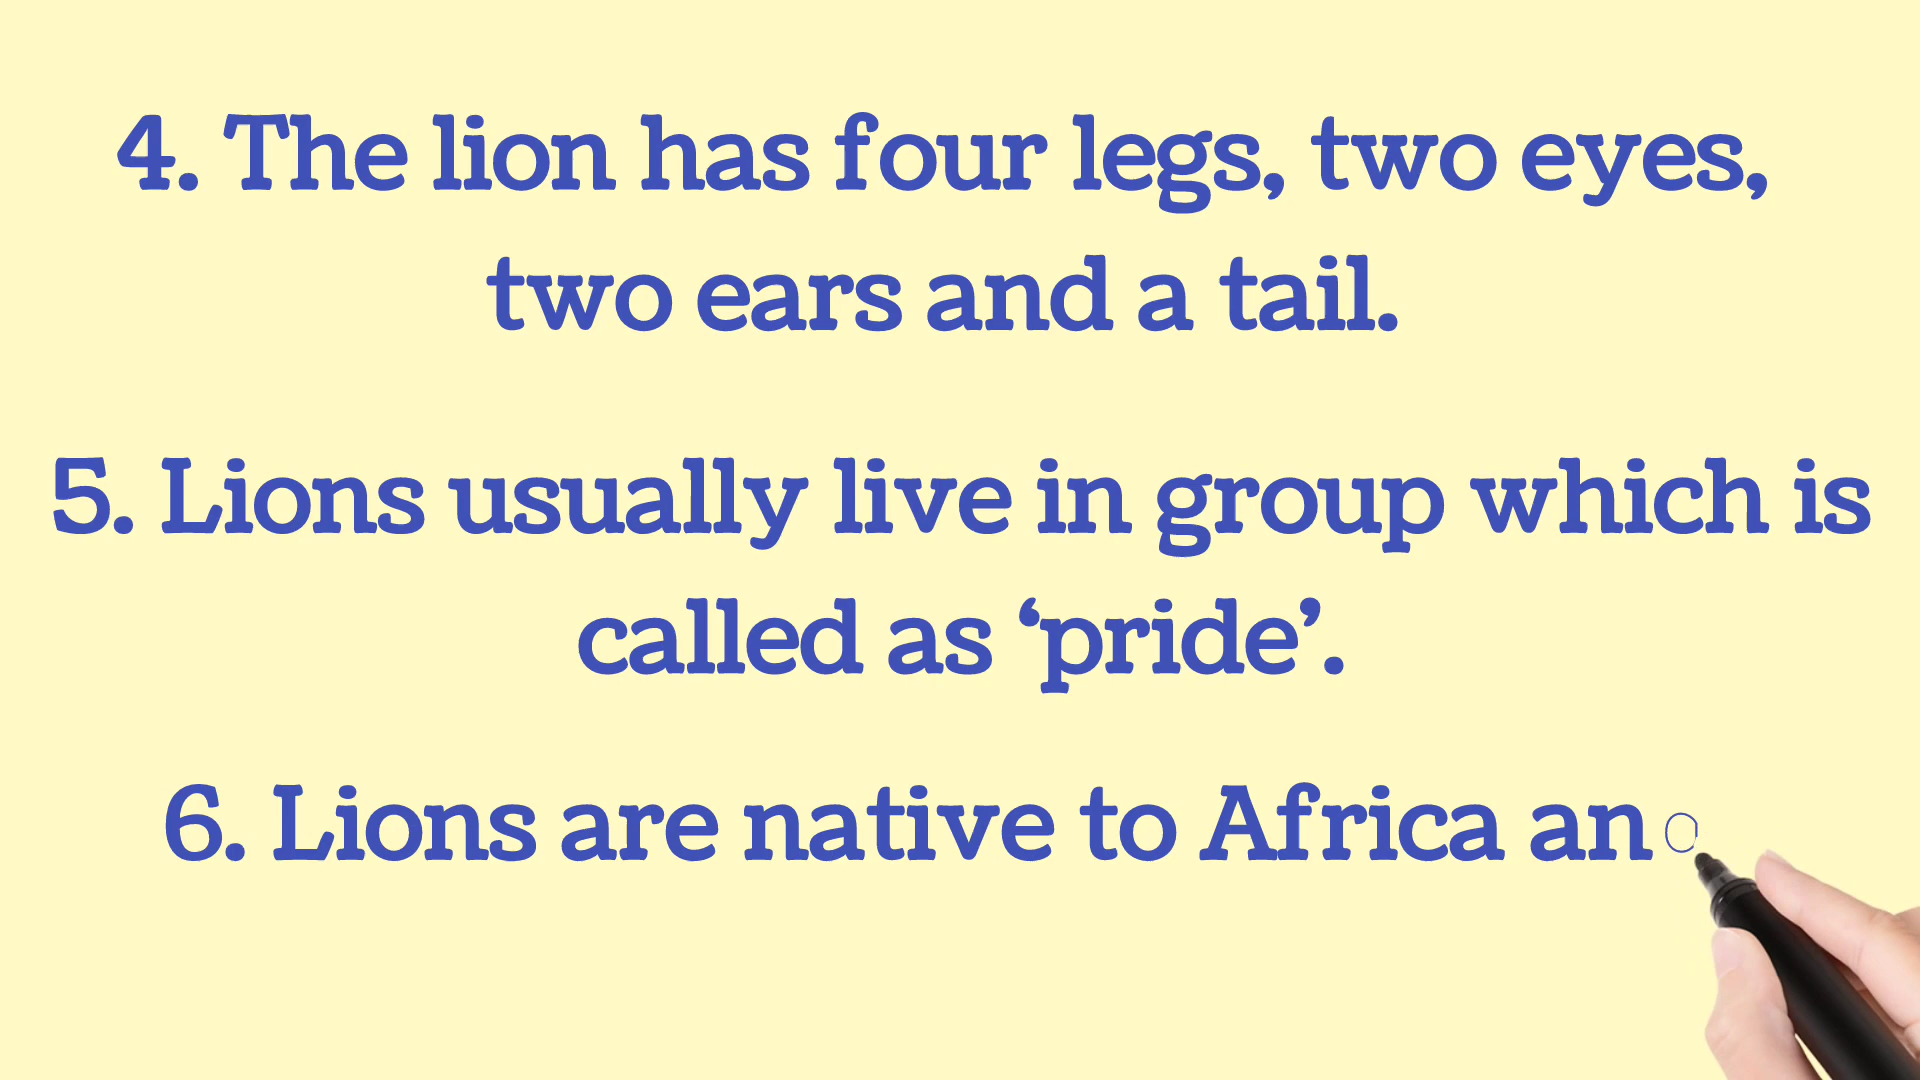 4. The lion has four legs, two eyes,
two ears and a tail.
5. Lions usually live in group which is
called as ‘pride’.
6. Lions are native to Africa an